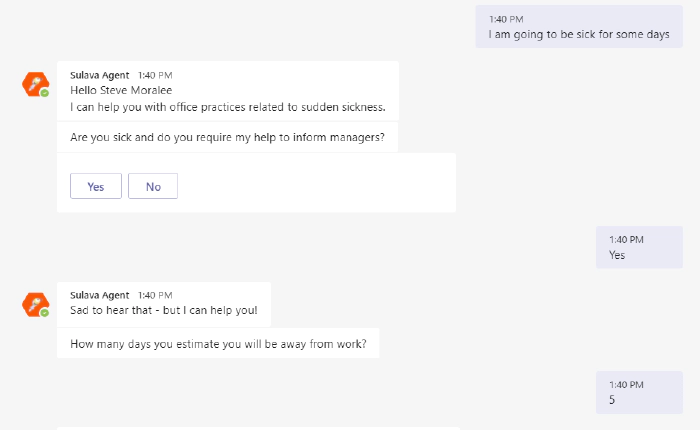 1:40 PM
I am going to be sick for some days
Sulava Agent 1:40 PM
Hello Steve Moralee
I can help you with office practices related to sudden sickness.
Are you sick and do you require my help to inform managers?
Yes No
1:40 PM
Yes
Sulava Agent 1:40 PM
Sad to hear that - but I can help you!
How many days you estimate you will be away from work?
1:40 PM
5